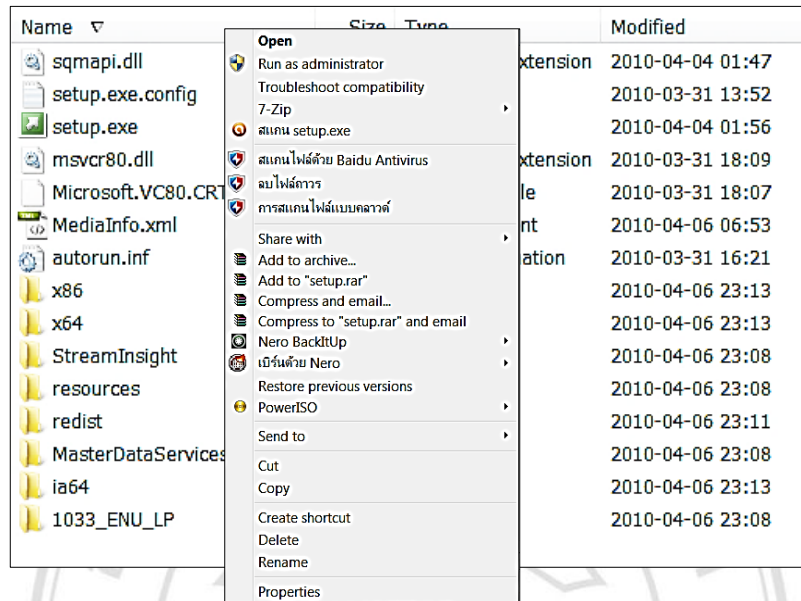 Name Size Type Modified
sqmapi.dll xtension 2010-04-04 01:47
setup.exe.config 2010-03-31 13:52
setup.exe 2010-04-04 01:56
msvcr80.dll xtension 2010-03-31 18:09
Microsoft.VC80.CRT le 2010-03-31 18:07
MediaInfo.xml nt 2010-04-06 06:53
autorun.inf ation 2010-03-31 16:21
x86 2010-04-06 23:13
x64 2010-04-06 23:13
StreamInsight 2010-04-06 23:08
resources 2010-04-06 23:08
redist 2010-04-06 23:11
MasterDataServices 2010-04-06 23:08
ia64 2010-04-06 23:13
1033_ENU_LP 2010-04-06 23:08
Open
Run as administrator
Troubleshoot compatibility
7-Zip
สแกน setup.exe
สแกนไฟล์ด้วย Baidu Antivirus
ลบไฟล์ถาวร
การสแกนไฟล์แบบคลาวด์
Share with
Add to archive...
Add to "setup.rar"
Compress and email...
Compress to "setup.rar" and email
Nero BackItUp
เบิร์นด้วย Nero
Restore previous versions
PowerISO
Send to
Cut
Copy
Create shortcut
Delete
Rename
Properties